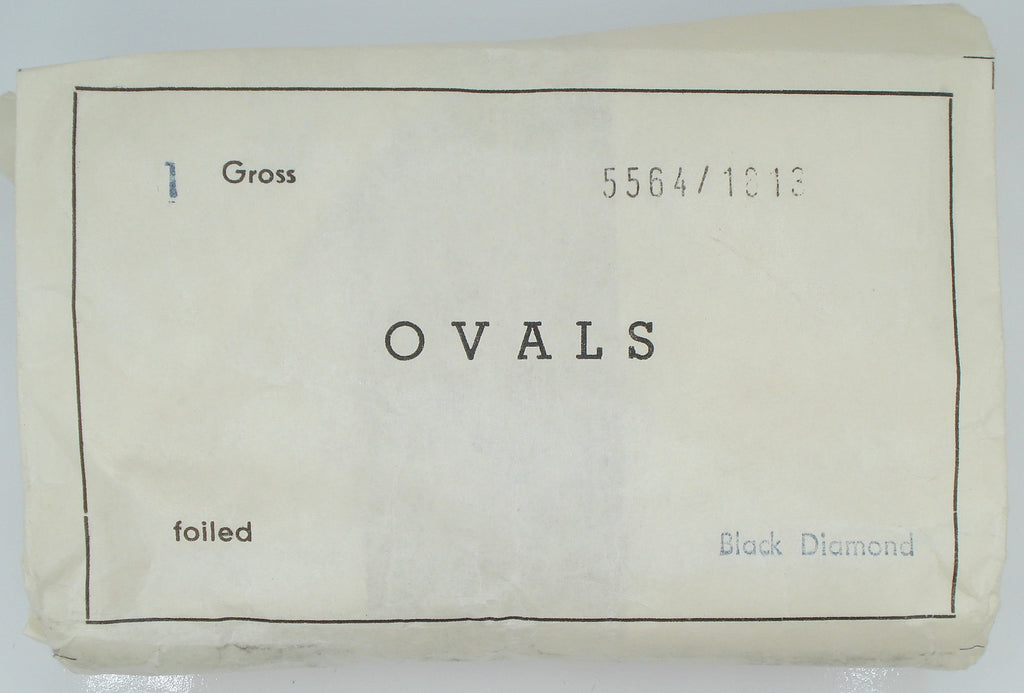 1 Gross 5564/1013
OVALS
foiled Black Diamond